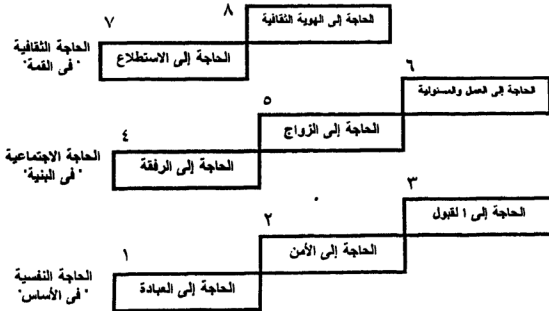 ٨
الحاجة إلى الهوية الثقافية
٧
الحاجة إلى الاستطلاع
الحاجة الثقافية
"فى القمة"
٦
الحاجة إلى العمل والمسئولية
٥
الحاجة إلى الزواج
٤
الحاجة إلى الرفقة
الحاجة الاجتماعية
"فى البنية"
٣
الحاجة إلى ا لقبول
٢
الحاجة إلى الأمن
١
الحاجة إلى العبادة
الحاجة النفسية
"فى الأساس"